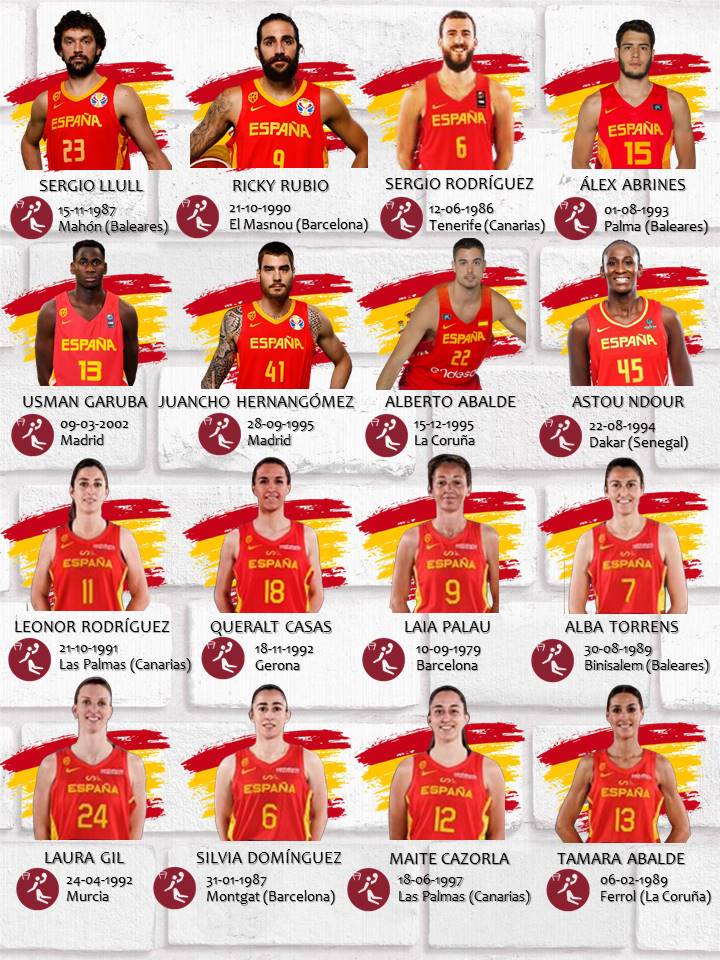 ESPAÑA
23
ESPAÑA
9
ESPAÑA
6
ESPAÑA
15
SERGIO LLULL
15-11-1987
Mahón (Baleares)
RICKY RUBIO
21-10-1990
El Masnou (Barcelona)
SERGIO RODRÍGUEZ
12-06-1986
Tenerife (Canarias)
ÁLEX ABRINES
01-08-1993
Palma (Baleares)
ESPAÑA
13
ESPAÑA
41
ESPAÑA
22
endesa
ESPAÑA
45
USMAN GARUBA
09-03-2002
Madrid
JUANCHO HERNANGÓMEZ
28-09-1995
Madrid
ALBERTO ABALDE
15-12-1995
La Coruña
ASTOU NDOUR
22-08-1994
Dakar (Senegal)
ESPAÑA
11
ESPAÑA
18
ESPAÑA
9
ESPAÑA
7
LEONOR RODRÍGUEZ
21-10-1991
Las Palmas (Canarias)
QUERALT CASAS
18-11-1992
Gerona
LAIA PALAU
10-09-1979
Barcelona
ALBA TORRENS
30-08-1989
Binisalem (Baleares)
ESPAÑA
24
ESPAÑA
6
ESPAÑA
12
ESPAÑA
13
LAURA GIL
24-04-1992
Murcia
SILVIA DOMÍNGUEZ
31-01-1987
Montgat (Barcelona)
MAITE CAZORLA
18-06-1997
Las Palmas (Canarias)
TAMARA ABALDE
06-02-1989
Ferrol (La Coruña)